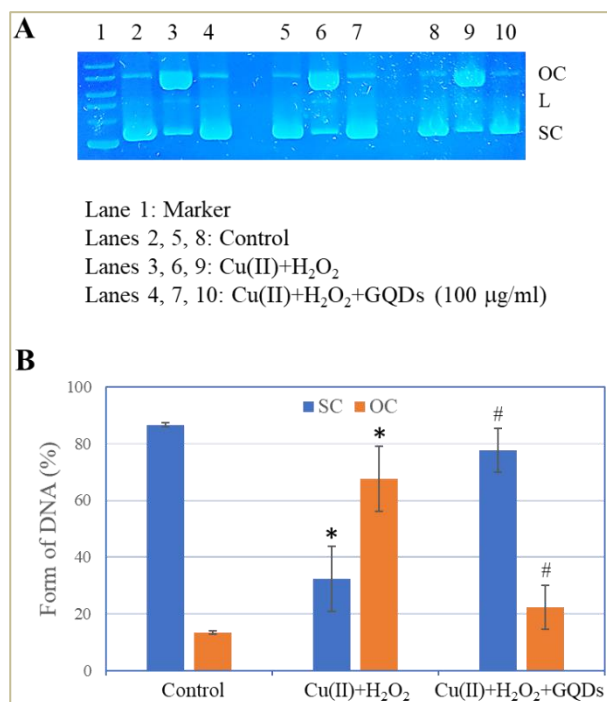 A
1 2 3 4 5 6 7 8 9 10
OC
L
SC
Lane 1: Marker
Lanes 2, 5, 8: Control
Lanes 3, 6, 9: Cu(II)+H₂O₂
Lanes 4, 7, 10: Cu(II)+H₂O₂+GQDs (100 μg/ml)
B
Form of DNA (%)
100
80
60
40
20
0
SC OC
* * # #
Control Cu(II)+H₂O₂ Cu(II)+H₂O₂+GQDs